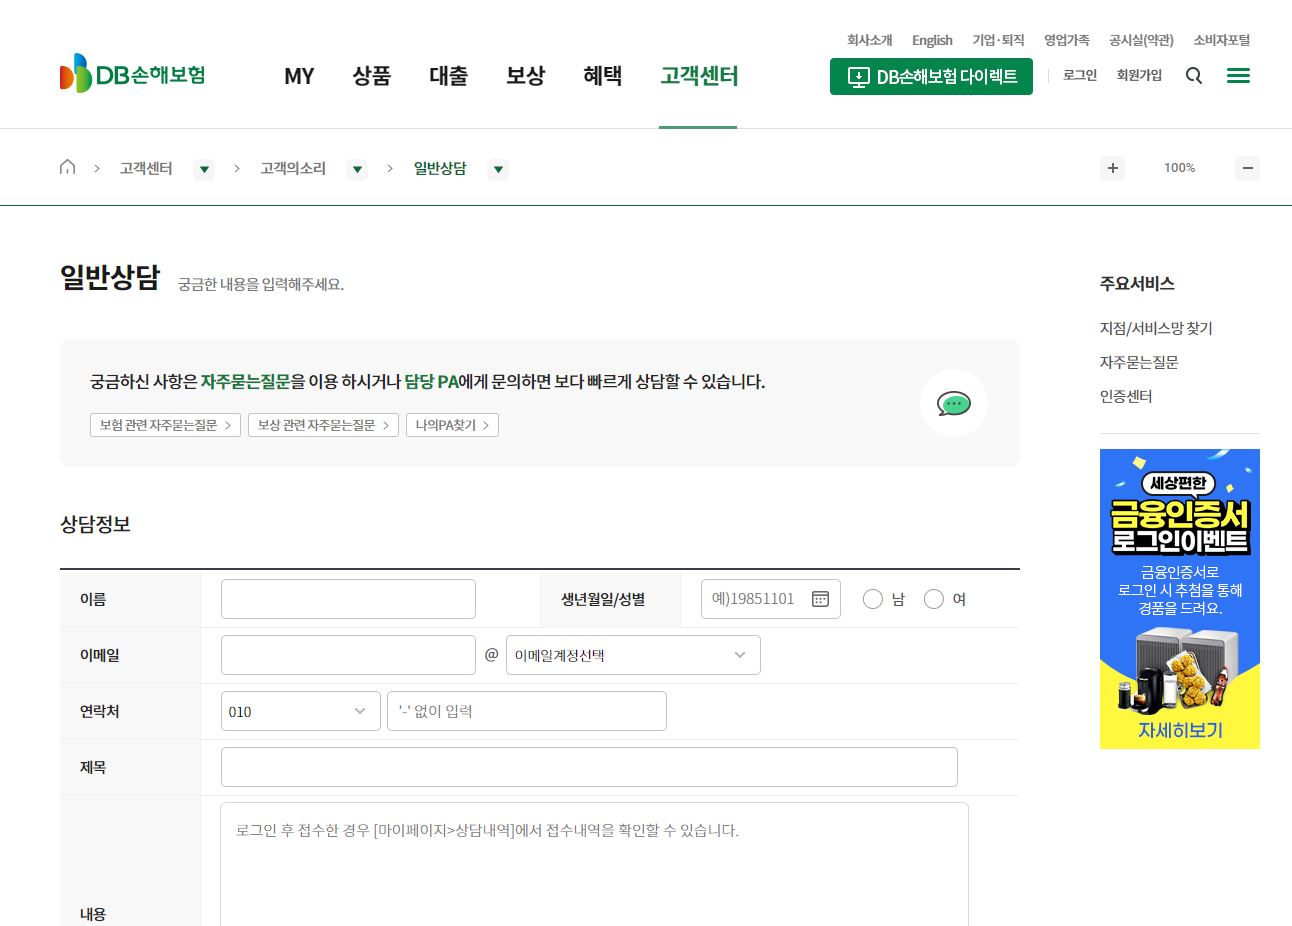 회사소개 English 기업·퇴직 영업가족 공시실(약관) 소비자포털
DB손해보험 MY 상품 대출 보상 혜택 고객센터 DB손해보험 다이렉트 로그인 회원가입
> 고객센터 ▼ > 고객의소리 ▼ > 일반상담 ▼ + 100% −
일반상담 궁금한 내용을 입력해주세요.
궁금하신 사항은 자주묻는질문을 이용 하시거나 담당 PA에게 문의하면 보다 빠르게 상담할 수 있습니다.
보험 관련 자주묻는질문 > 보상 관련 자주묻는질문 > 나의PA찾기 >
상담정보
이름 생년월일/성별 예)19851101 남 여
이메일 @ 이메일계정선택
연락처 010 '-' 없이 입력
제목
내용 로그인 후 접수한 경우 [마이페이지>상담내역]에서 접수내역을 확인할 수 있습니다.
주요서비스
지점/서비스망 찾기
자주묻는질문
인증센터
세상편한
금융인증서
로그인이벤트
금융인증서로
로그인 시 추첨을 통해
경품을 드려요.
자세히보기